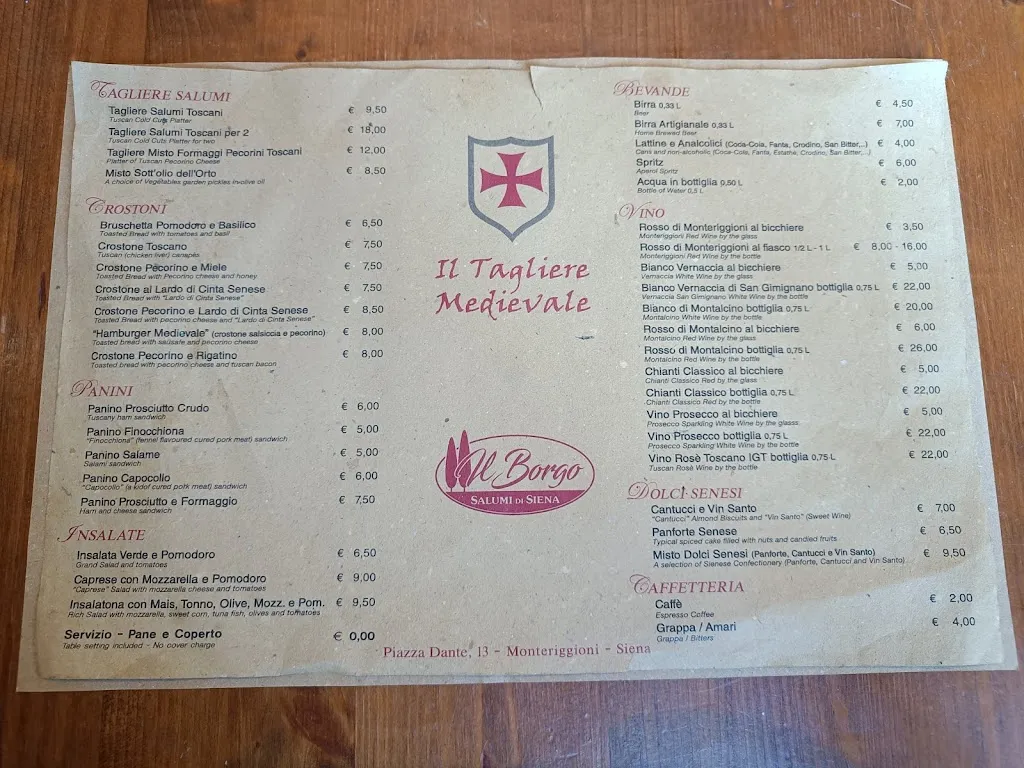 TAGLIERE SALUMI
Tagliere Salumi Toscani € 9,50
Tuscan Cold Cuts Platter
Tagliere Salumi Toscani per 2 € 18,00
Tuscan Cold Cuts Platter for two
Tagliere Misto Formaggi Pecorini Toscani € 12,00
Platter of Tuscan Pecorino Cheese
Misto Sott'olio dell'Orto € 8,50
A choice of Vegetables garden pickles in olive oil
CROSTONI
Bruschetta Pomodoro e Basilico € 6,50
Toasted Bread with tomatoes and basil
Crostone Toscano € 7,50
Tuscan (chicken liver) canapès
Crostone Pecorino e Miele € 7,50
Toasted Bread with Pecorino cheese and honey
Crostone al Lardo di Cinta Senese € 7,50
Toasted Bread with "Lardo di Cinta Senese"
Crostone Pecorino e Lardo di Cinta Senese € 8,50
Toasted Bread with pecorino cheese and "Lardo di Cinta Senese"
"Hamburger Medievale" (crostone salsiccia e pecorino) € 8,00
Toasted bread with sausafe and pecorino cheese
Crostone Pecorino e Rigatino € 8,00
Toasted bread with pecorino cheese and tuscan bacon
PANINI
Panino Prosciutto Crudo € 6,00
Tuscany ham sandwich
Panino Finocchiona € 5,00
"Finocchiona" (fennel flavoured cured pork meat) sandwich
Panino Salame € 5,00
Salami sandwich
Panino Capocollo € 6,00
"Capocollo" (a kidof cured pork meat) sandwich
Panino Prosciutto e Formaggio € 7,50
Ham and cheese sandwich
INSALATE
Insalata Verde e Pomodoro € 6,50
Grand Salad and tomatoes
Caprese con Mozzarella e Pomodoro € 9,00
"Caprese" Salad with mozzarella cheese and tomatoes
Insalatona con Mais, Tonno, Olive, Mozz. e Pom. € 9,50
Rich Salad with mozzarella, sweet corn, tuna fish, olives and tomatoes
Servizio - Pane e Coperto € 0,00
Table setting included - No cover charge
Il Tagliere
Medievale
Il Borgo
SALUMI DI SIENA
Piazza Dante, 13 - Monteriggioni - Siena
BEVANDE
Birra 0,33 L € 4,50
Beer
Birra Artigianale 0,33 L € 7,00
Home Brewed Beer
Lattine e Analcolici (Coca-Cola, Fanta, Crodino, San Bitter,...) € 4,00
Cans and non-alcoholic (Coca-Cola, Fanta, Estathé, Crodino, San Bitter,...)
Spritz € 6,00
Aperol Spritz
Acqua in bottiglia 0,50 L € 2,00
Bottle of Water 0,5 L
VINO
Rosso di Monteriggioni al bicchiere € 3,50
Monteriggioni Red Wine by the glass
Rosso di Monteriggioni al fiasco 1/2 L - 1 L € 8,00 - 16,00
Monteriggioni Red Wine by the bottle
Bianco Vernaccia al bicchiere € 5,00
Vernaccia White Wine by the glass
Bianco Vernaccia di San Gimignano bottiglia 0,75 L € 22,00
Vernaccia San Gimignano White Wine by the bottle
Bianco di Montalcino bottiglia 0,75 L € 20,00
Montalcino White Wine by the bottle
Rosso di Montalcino al bicchiere € 6,00
Montalcino Red Wine by the glass
Rosso di Montalcino bottiglia 0,75 L € 26,00
Montalcino Red Wine by the bottle
Chianti Classico al bicchiere € 5,00
Chianti Classico Red by the glass
Chianti Classico bottiglia 0,75 L € 22,00
Chianti Classico Red by the bottle
Vino Prosecco al bicchiere € 5,00
Prosecco Sparkling White Wine by the glass
Vino Prosecco bottiglia 0,75 L € 22,00
Prosecco Sparkling White Wine by the bottle
Vino Rosè Toscano IGT bottiglia 0,75 L € 22,00
Tuscan Rosè Wine by the bottle
DOLCI SENESI
Cantucci e Vin Santo € 7,00
"Cantucci" Almond Biscuits and "Vin Santo" (Sweet Wine)
Panforte Senese € 6,50
Typical spiced cake filled with nuts and candied fruits
Misto Dolci Senesi (Panforte, Cantucci e Vin Santo) € 9,50
A selection of Sienese Confectionery (Panforte, Cantucci and Vin Santo)
CAFFETTERIA
Caffè € 2,00
Espresso Coffee
Grappa / Amari € 4,00
Grappa / Bitters